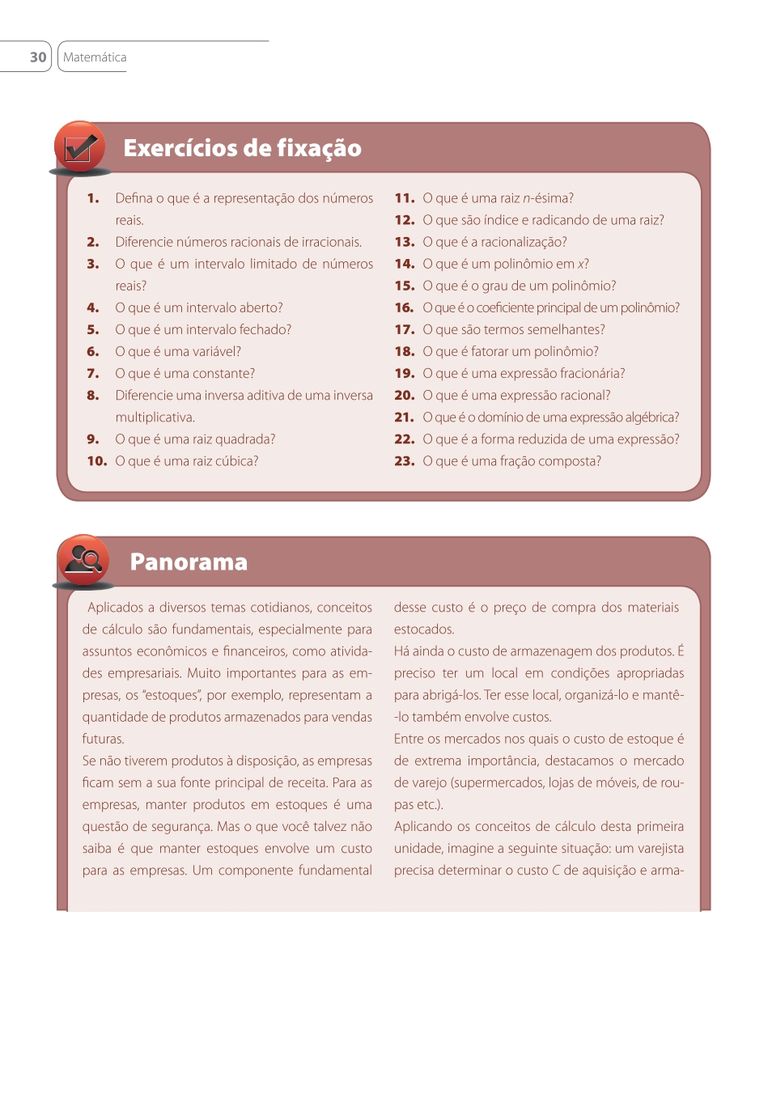 30 Matemática
Exercícios de fixação
1. Defina o que é a representação dos números
reais.
2. Diferencie números racionais de irracionais.
3. O que é um intervalo limitado de números
reais?
4. O que é um intervalo aberto?
5. O que é um intervalo fechado?
6. O que é uma variável?
7. O que é uma constante?
8. Diferencie uma inversa aditiva de uma inversa
multiplicativa.
9. O que é uma raiz quadrada?
10. O que é uma raiz cúbica?
11. O que é uma raiz n-ésima?
12. O que são índice e radicando de uma raiz?
13. O que é a racionalização?
14. O que é um polinômio em x?
15. O que é o grau de um polinômio?
16. O que é o coeficiente principal de um polinômio?
17. O que são termos semelhantes?
18. O que é fatorar um polinômio?
19. O que é uma expressão fracionária?
20. O que é uma expressão racional?
21. O que é o domínio de uma expressão algébrica?
22. O que é a forma reduzida de uma expressão?
23. O que é uma fração composta?
Panorama
Aplicados a diversos temas cotidianos, conceitos
de cálculo são fundamentais, especialmente para
assuntos econômicos e financeiros, como ativida-
des empresariais. Muito importantes para as em-
presas, os “estoques”, por exemplo, representam a
quantidade de produtos armazenados para vendas
futuras.
Se não tiverem produtos à disposição, as empresas
ficam sem a sua fonte principal de receita. Para as
empresas, manter produtos em estoques é uma
questão de segurança. Mas o que você talvez não
saiba é que manter estoques envolve um custo
para as empresas. Um componente fundamental
desse custo é o preço de compra dos materiais
estocados.
Há ainda o custo de armazenagem dos produtos. É
preciso ter um local em condições apropriadas
para abrigá-los. Ter esse local, organizá-lo e mantê-
-lo também envolve custos.
Entre os mercados nos quais o custo de estoque é
de extrema importância, destacamos o mercado
de varejo (supermercados, lojas de móveis, de rou-
pas etc.).
Aplicando os conceitos de cálculo desta primeira
unidade, imagine a seguinte situação: um varejista
precisa determinar o custo C de aquisição e arma-